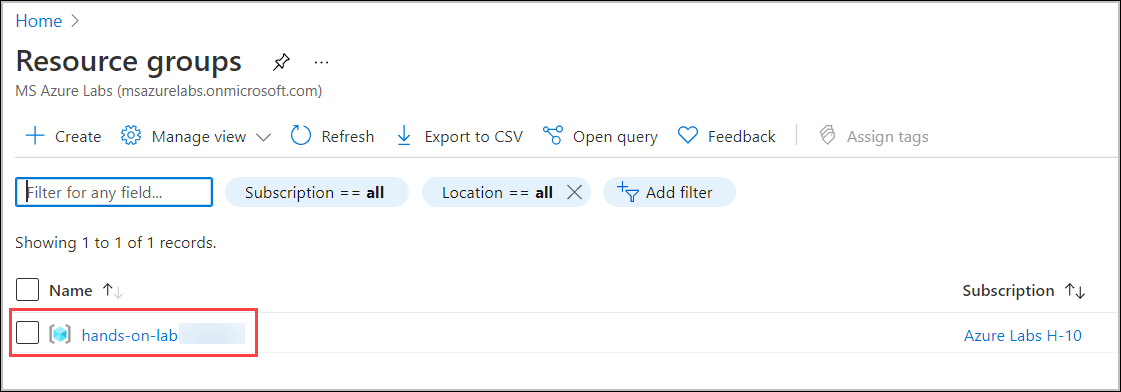 Home
Resource groups
MS Azure Labs (msazurelabs.onmicrosoft.com)
Create Manage view Refresh Export to CSV Open query Feedback Assign tags
Filter for any field... Subscription == all Location == all Add filter
Showing 1 to 1 of 1 records.
Name Subscription
hands-on-lab Azure Labs H-10